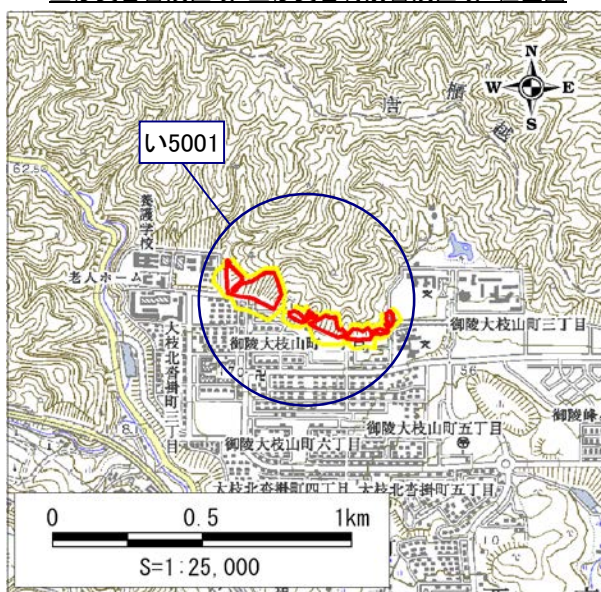 N
W E
S
い5001
唐櫃越
養護学校
老人ホーム
大枝北沓掛町二丁目
御陵大枝山町
御陵大枝山町三丁目
御陵大枝山町五丁目
御陵峰
御陵大枝山町六丁目
大枝北沓掛町四丁目
大枝北沓掛町五丁目
0 0.5 1km
S=1:25,000